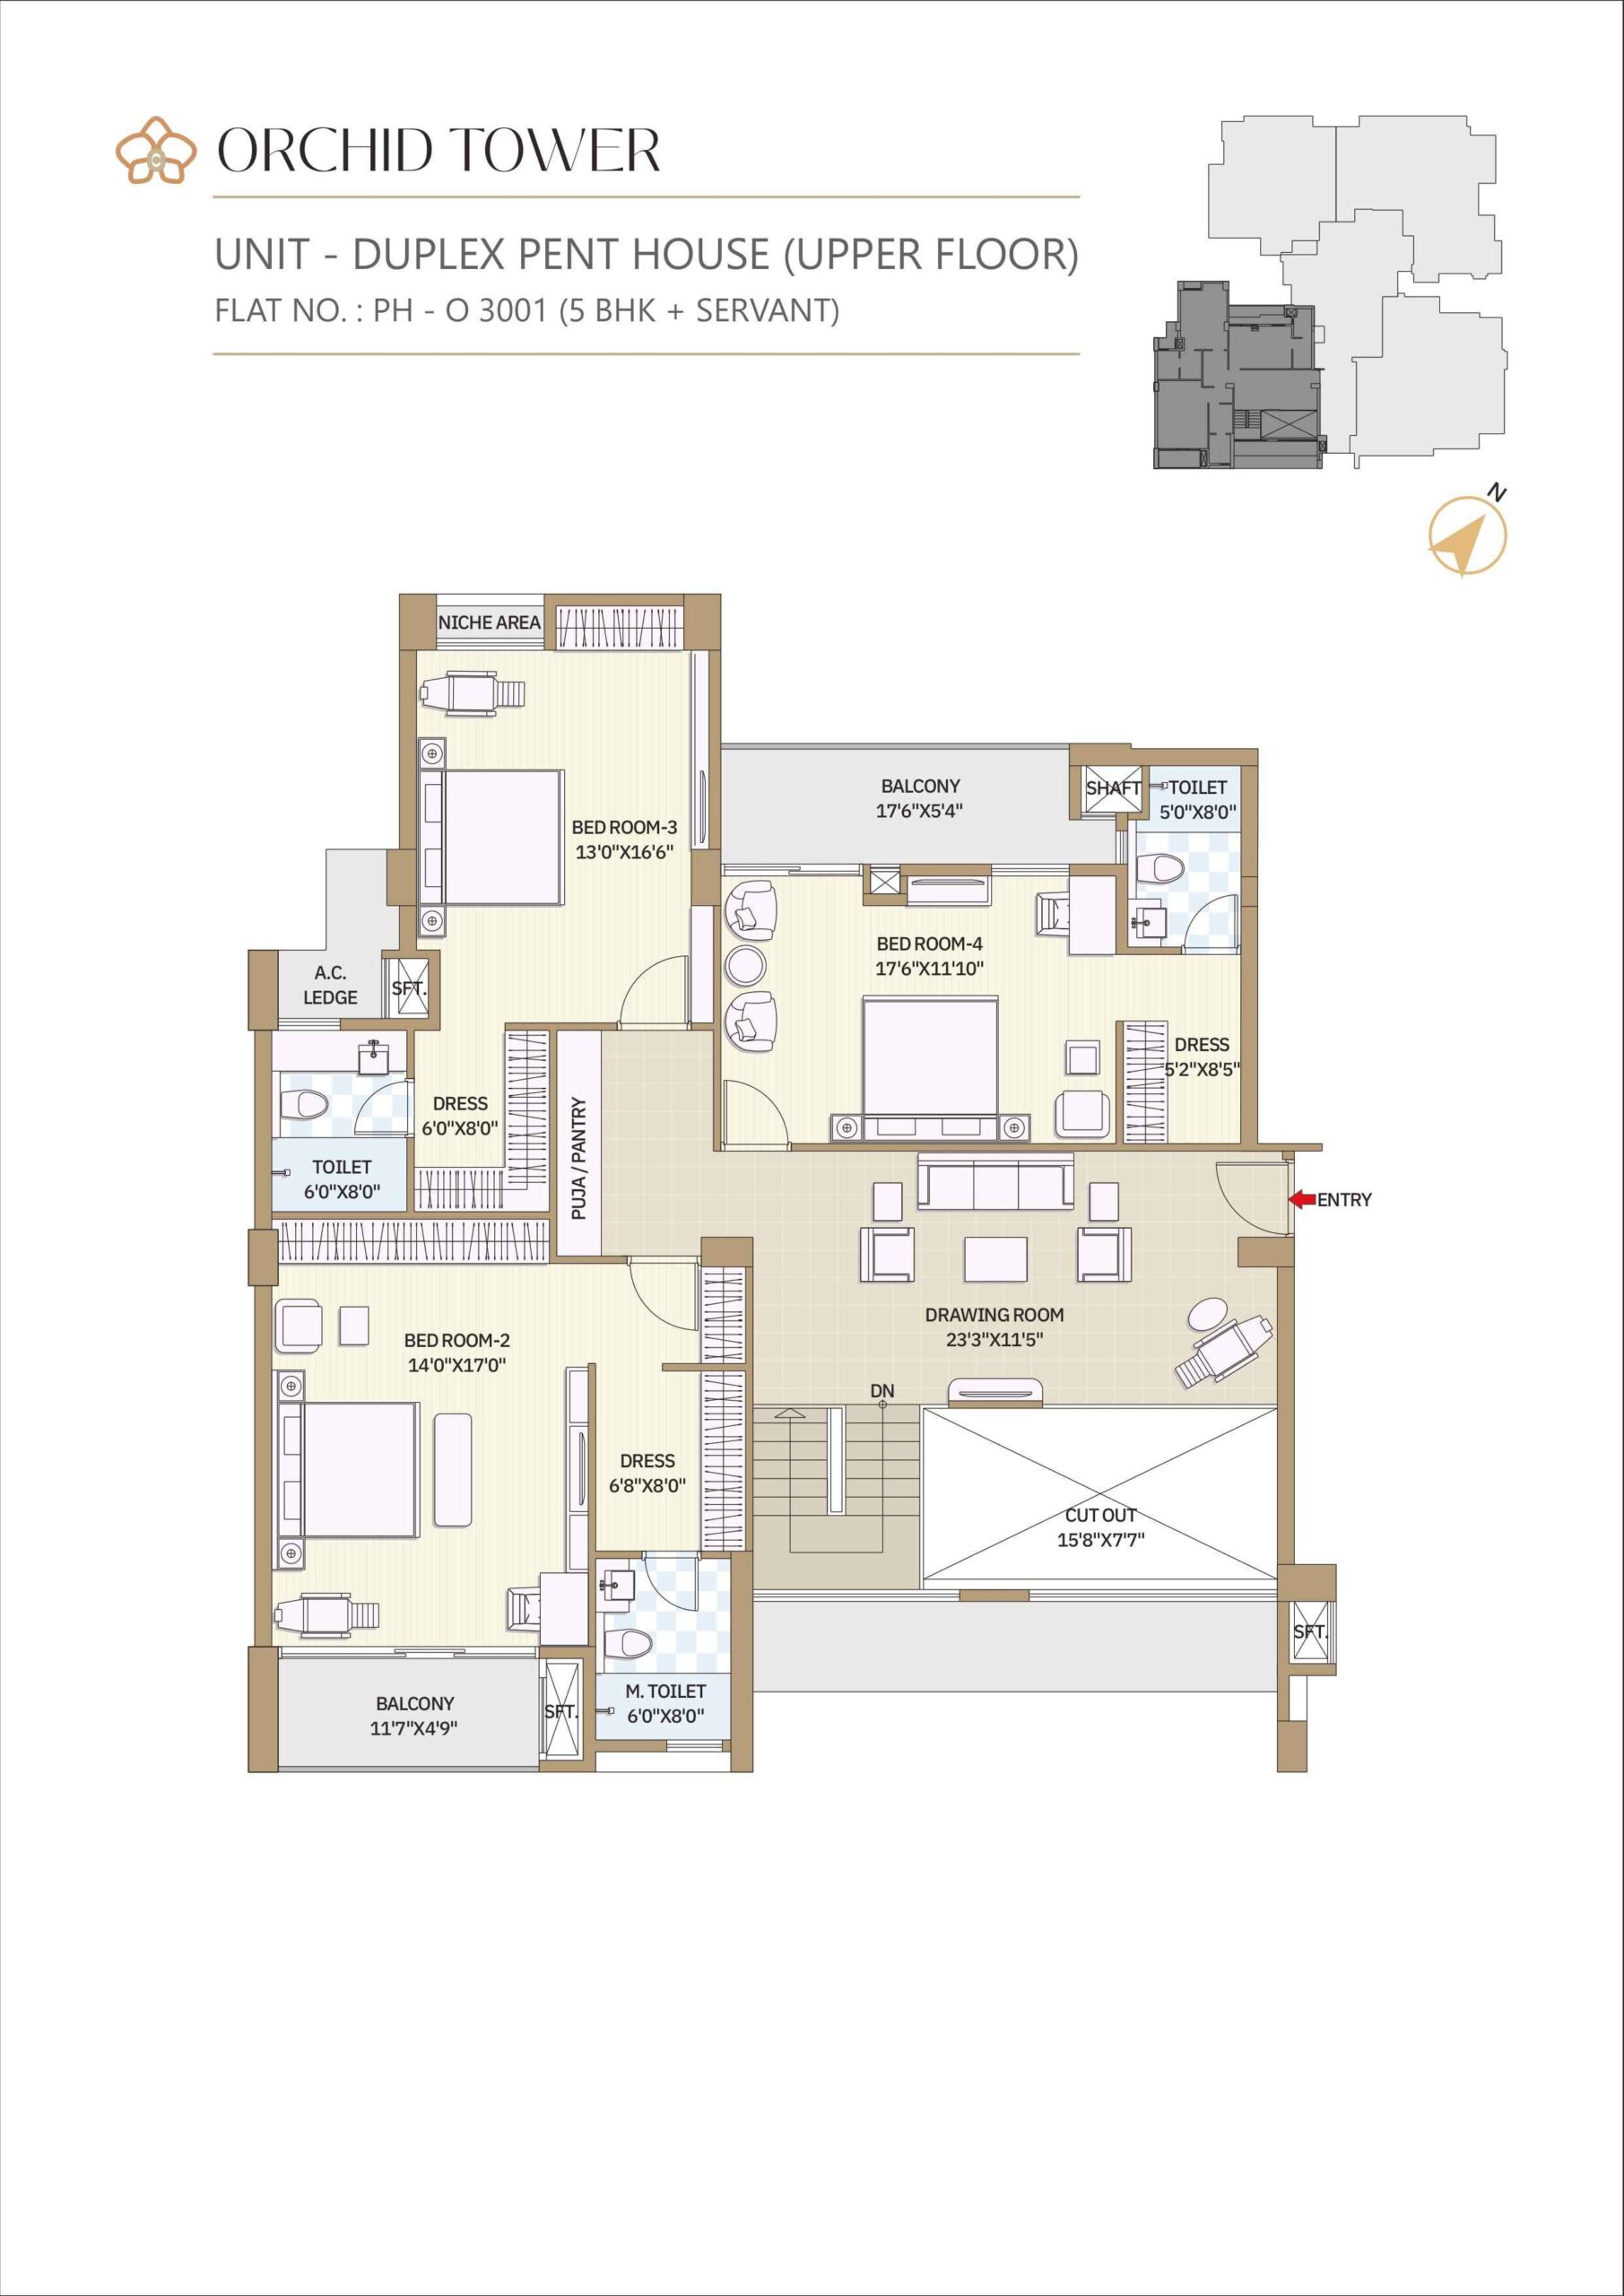 ORCHID TOWER
UNIT - DUPLEX PENT HOUSE (UPPER FLOOR)
FLAT NO. : PH - O 3001 (5 BHK + SERVANT)
N
NICHE AREA
BALCONY
17'6"X5'4"
SHAFT
TOILET
5'0"X8'0"
BED ROOM-3
13'0"X16'6"
BED ROOM-4
17'6"X11'10"
A.C.
LEDGE
SFT.
DRESS
5'2"X8'5"
DRESS
6'0"X8'0"
PUJA / PANTRY
TOILET
6'0"X8'0"
ENTRY
DRAWING ROOM
23'3"X11'5"
BED ROOM-2
14'0"X17'0"
DN
DRESS
6'8"X8'0"
CUT OUT
15'8"X7'7"
SFT.
M. TOILET
6'0"X8'0"
BALCONY
11'7"X4'9"
SFT.